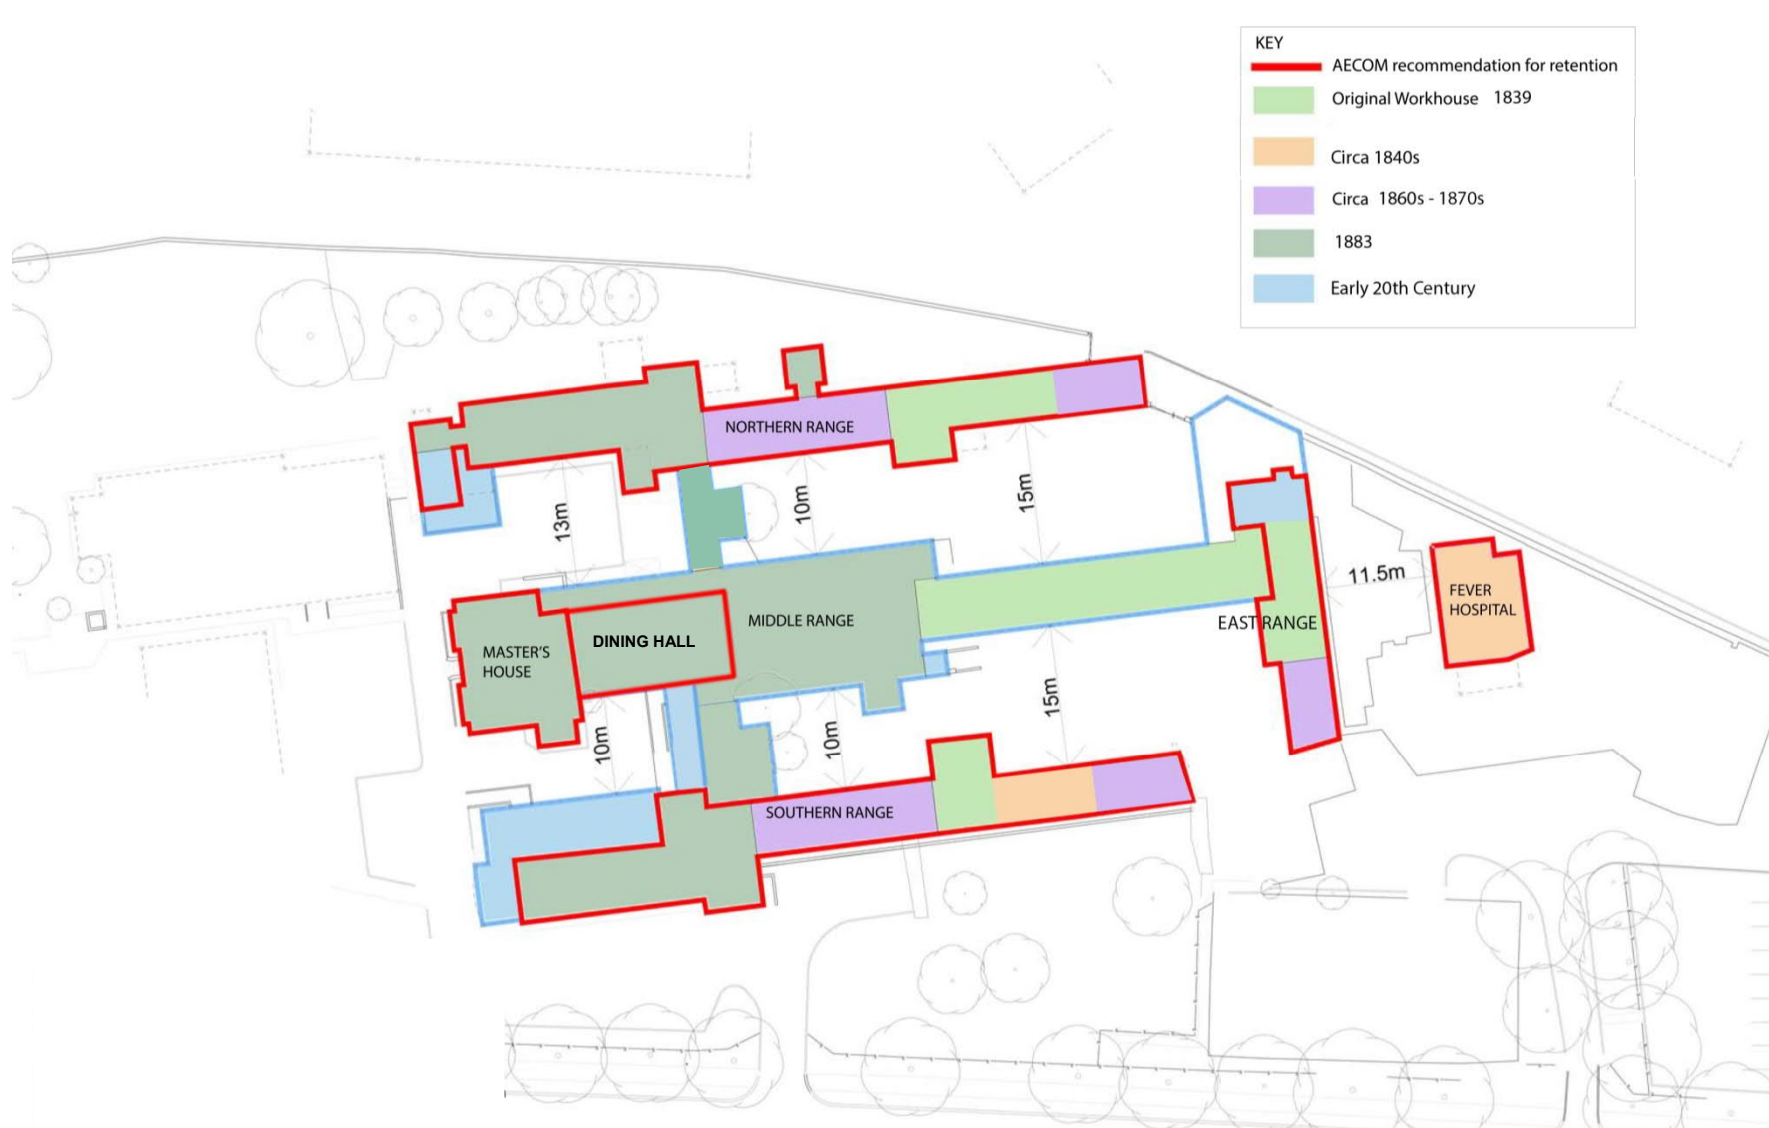 KEY
AECOM recommendation for retention
Original Workhouse 1839
Circa 1840s
Circa 1860s - 1870s
1883
Early 20th Century
NORTHERN RANGE
13m
10m
15m
11.5m
FEVER
HOSPITAL
MASTER'S
HOUSE
DINING HALL
MIDDLE RANGE
EAST RANGE
10m
10m
15m
SOUTHERN RANGE